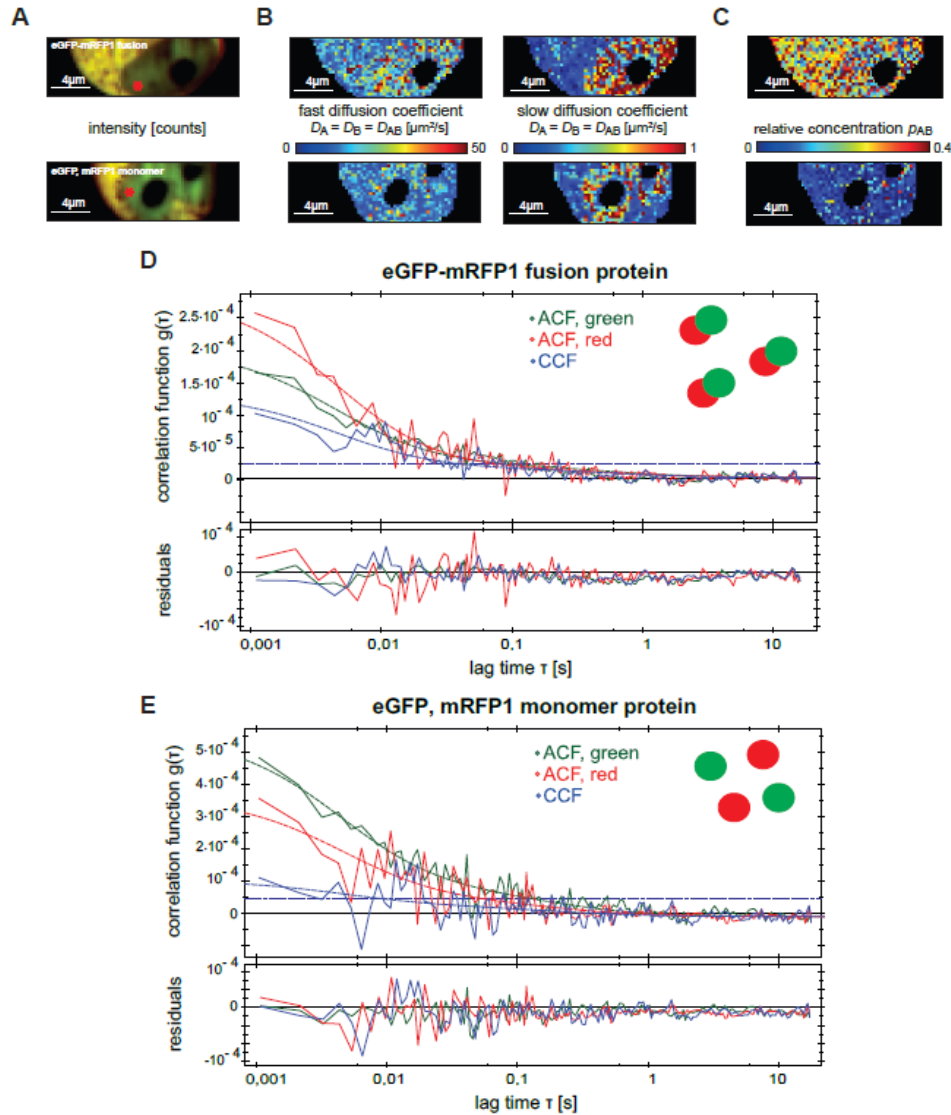 A
B
C
eGFP-mRFP1 fusion
4µm
4µm
4µm
4µm
intensity [counts]
fast diffusion coefficient
D_A = D_B = D_AB [µm²/s]
0
50
slow diffusion coefficient
D_A = D_B = D_AB [µm²/s]
0
1
relative concentration p_AB
0
0.4
eGFP, mRFP1 monomer
4µm
4µm
4µm
4µm
D
eGFP-mRFP1 fusion protein
correlation function g(τ)
2.5·10⁻⁴
2·10⁻⁴
1.5·10⁻⁴
10⁻⁴
5·10⁻⁵
0
ACF, green
ACF, red
CCF
residuals
10⁻⁴
0
-10⁻⁴
0,001
0,01
0,1
1
10
lag time τ [s]
E
eGFP, mRFP1 monomer protein
correlation function g(τ)
5·10⁻⁴
4·10⁻⁴
3·10⁻⁴
2·10⁻⁴
10⁻⁴
0
ACF, green
ACF, red
CCF
residuals
10⁻⁴
0
-10⁻⁴
0,001
0,01
0,1
1
10
lag time τ [s]